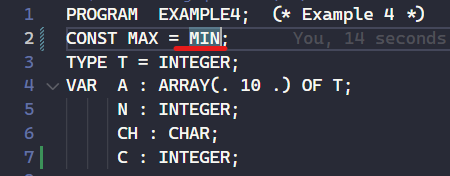 1 PROGRAM EXAMPLE4; (* Example 4 *)
2 CONST MAX = MIN; You, 14 seconds
3 TYPE T = INTEGER;
4 VAR A : ARRAY(. 10 .) OF T;
5 N : INTEGER;
6 CH : CHAR;
7 C : INTEGER;